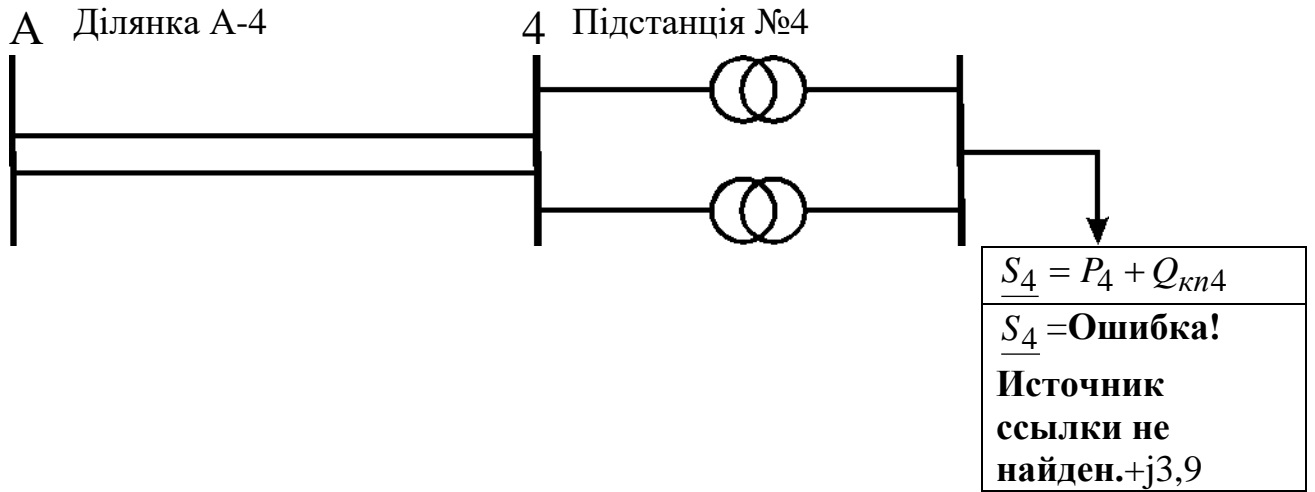 А Ділянка А-4 4 Підстанція №4
S4 = P4 + Qкп4
S4 =Ошибка!
Источник
ссылки не
найден.+j3,9